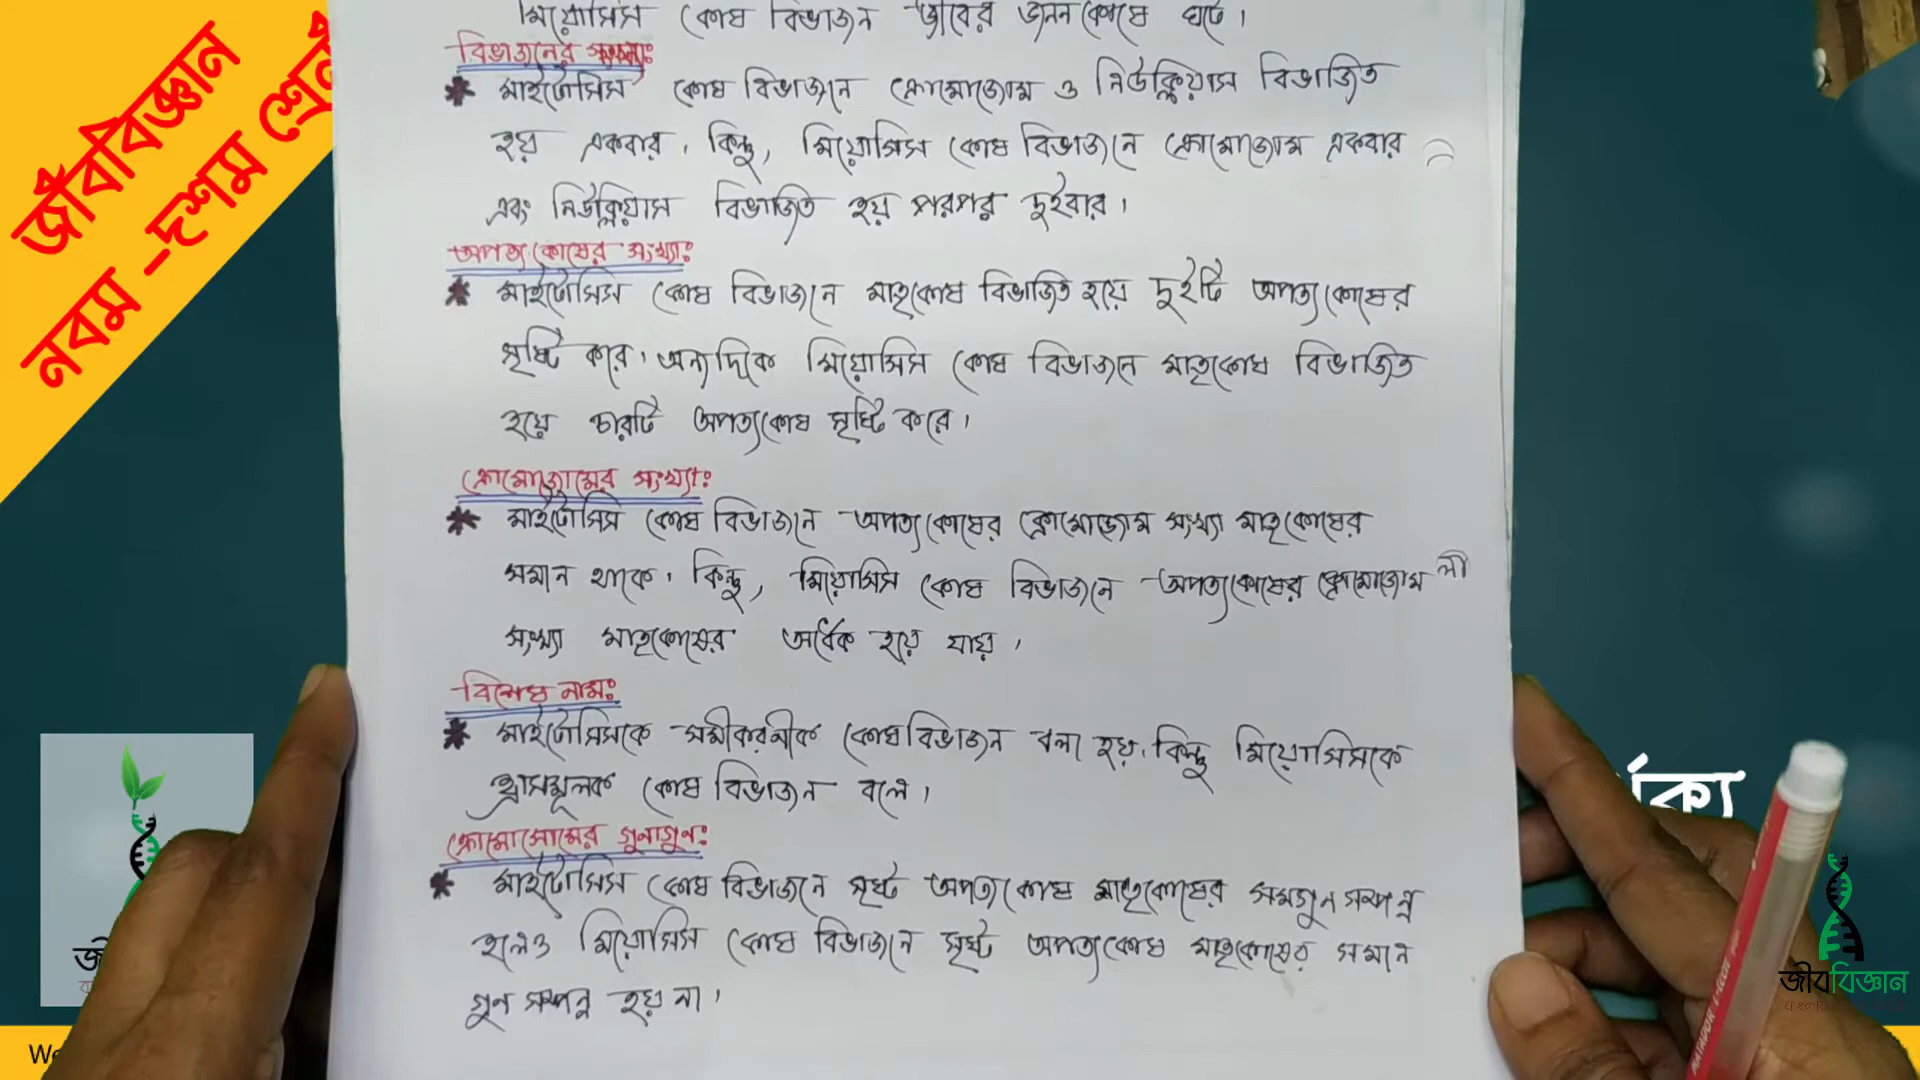 জীববিজ্ঞান
নবম -দশম শ্রেণী
মিয়োসিস কোষ বিভাজন জীবের জনন কোষে ঘটে।
বিভাজনের সংখ্যাঃ
* মাইটোসিস কোষ বিভাজনে ক্রোমোজোম ও নিউক্লিয়াস বিভাজিত
হয় একবার। কিন্তু, মিয়োসিস কোষ বিভাজনে ক্রোমোজোম একবার
এবং নিউক্লিয়াস বিভাজিত হয় পরপর দুইবার।
অপত্য কোষের সংখ্যাঃ
* মাইটোসিস কোষ বিভাজনে মাতৃকোষ বিভাজিত হয়ে দুইটি অপত্য কোষের
সৃষ্টি করে। অন্যদিকে মিয়োসিস কোষ বিভাজনে মাতৃকোষ বিভাজিত
হয়ে চারটি অপত্যকোষ সৃষ্টি করে।
ক্রোমোজোমের সংখ্যাঃ
* মাইটোসিস কোষ বিভাজনে অপত্য কোষের ক্রোমোজোম সংখ্যা মাতৃকোষের
সমান থাকে। কিন্তু, মিয়োসিস কোষ বিভাজনে অপত্যকোষের ক্রোমোজোম
সংখ্যা মাতৃকোষের অর্ধেক হয়ে যায়।
বিশেষ নামঃ
* মাইটোসিসকে সমীকরণীক কোষবিভাজন বলা হয়। কিন্তু মিয়োসিসকে
হ্রাসমূলক কোষ বিভাজন বলে।
ক্রোমোসোমের গুনাগুনঃ
* মাইটোসিস কোষ বিভাজনে সৃষ্ট অপত্য কোষ মাতৃকোষের সমগুন সম্পন্ন
হলেও মিয়োসিস কোষ বিভাজনে সৃষ্ট অপত্যকোষ মাতৃকোষের সমান
গুন সম্পন্ন হয় না।
জীববিজ্ঞান
MATADOR